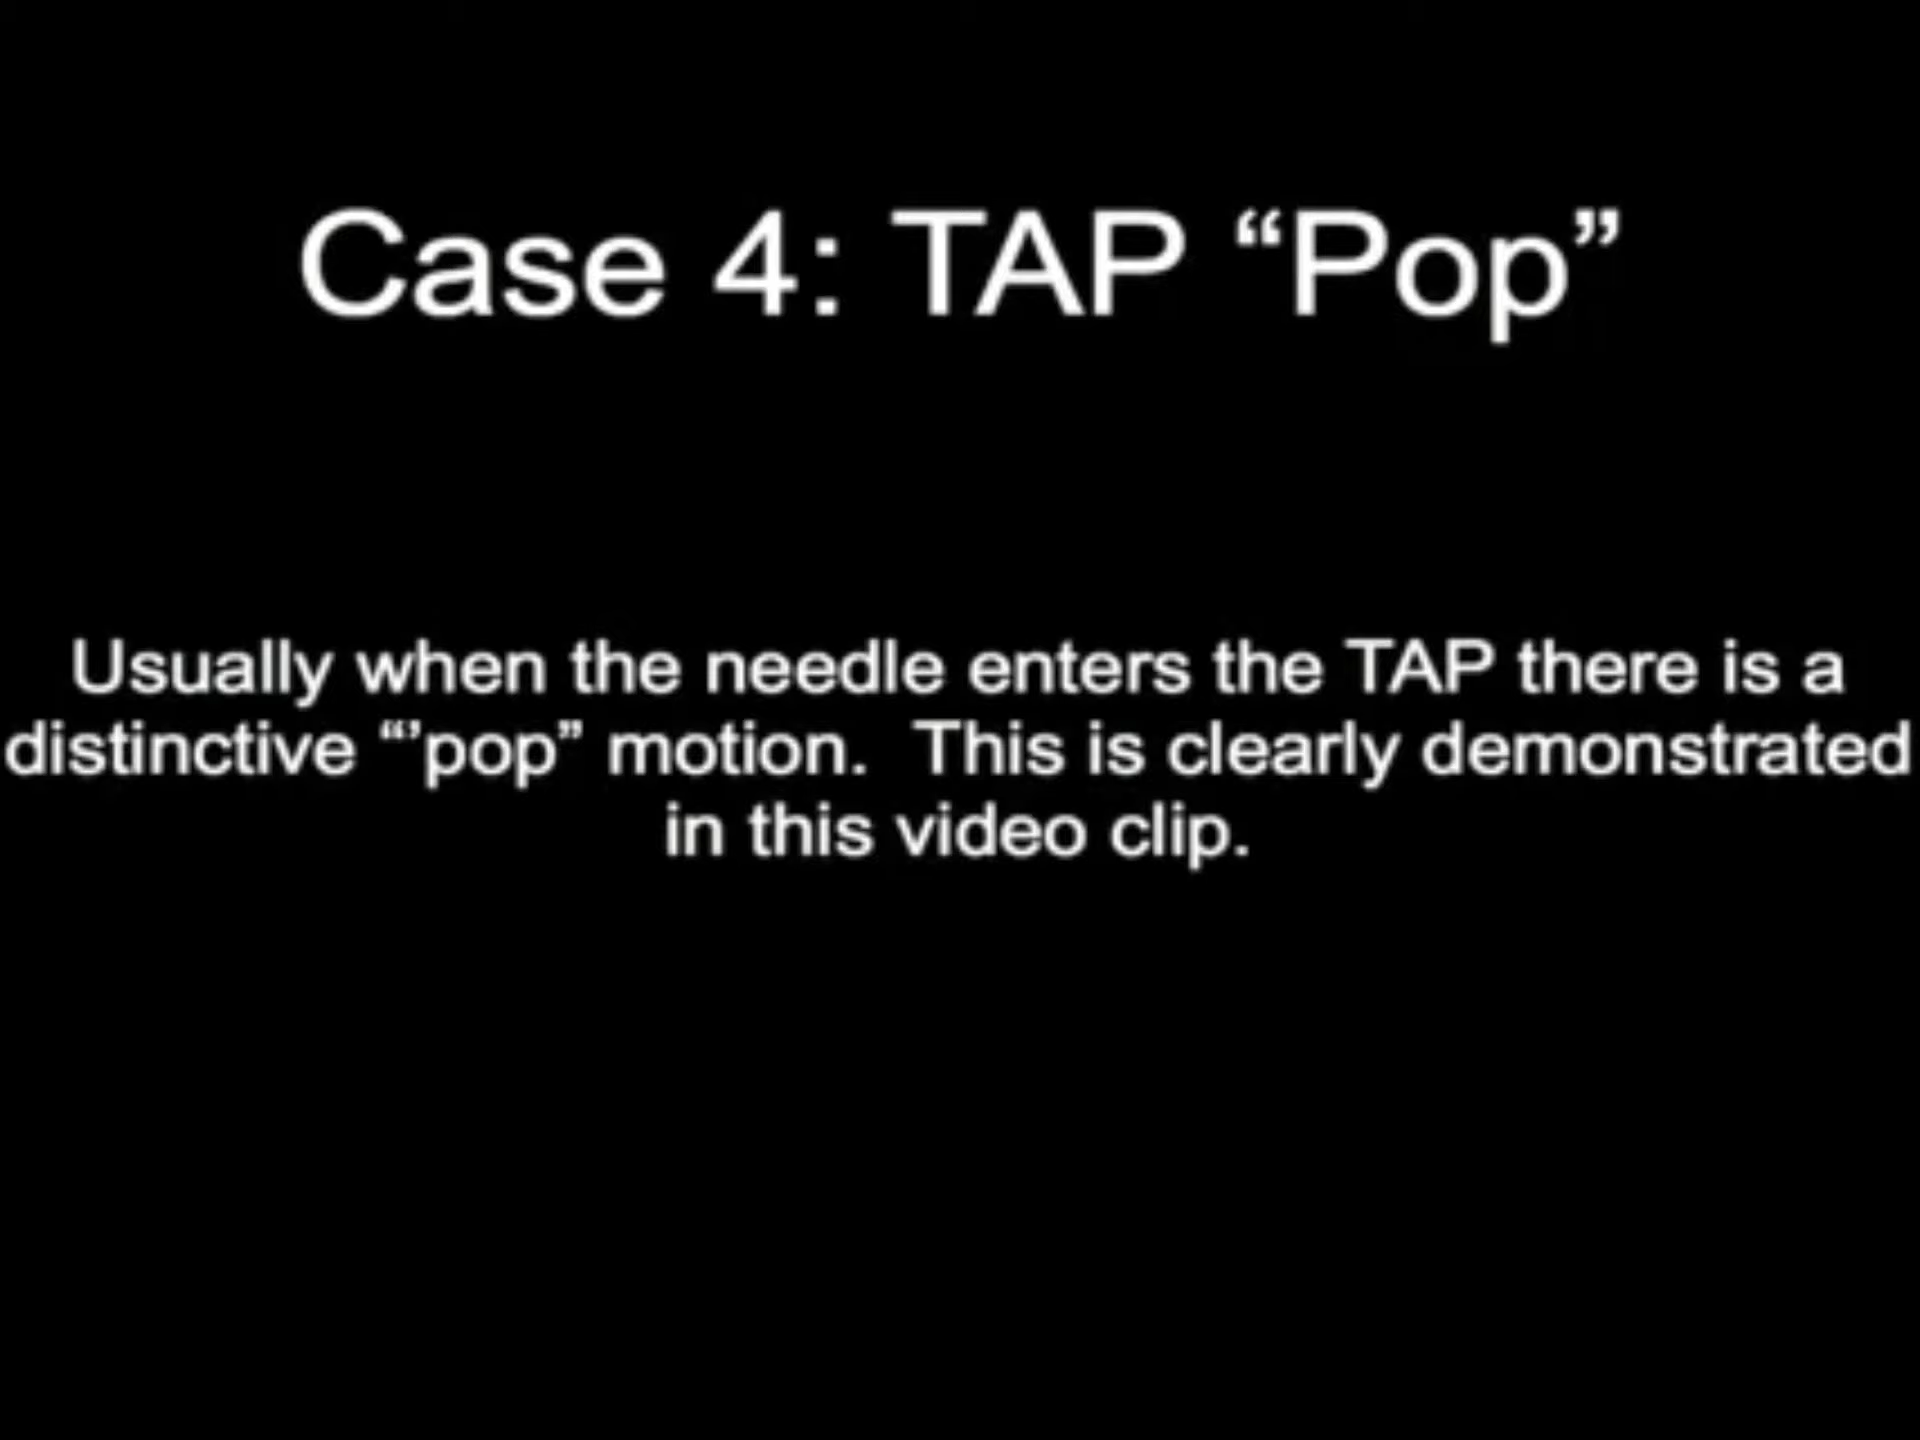 Case 4: TAP “Pop”
Usually when the needle enters the TAP there is a
distinctive “’pop” motion.  This is clearly demonstrated
in this video clip.